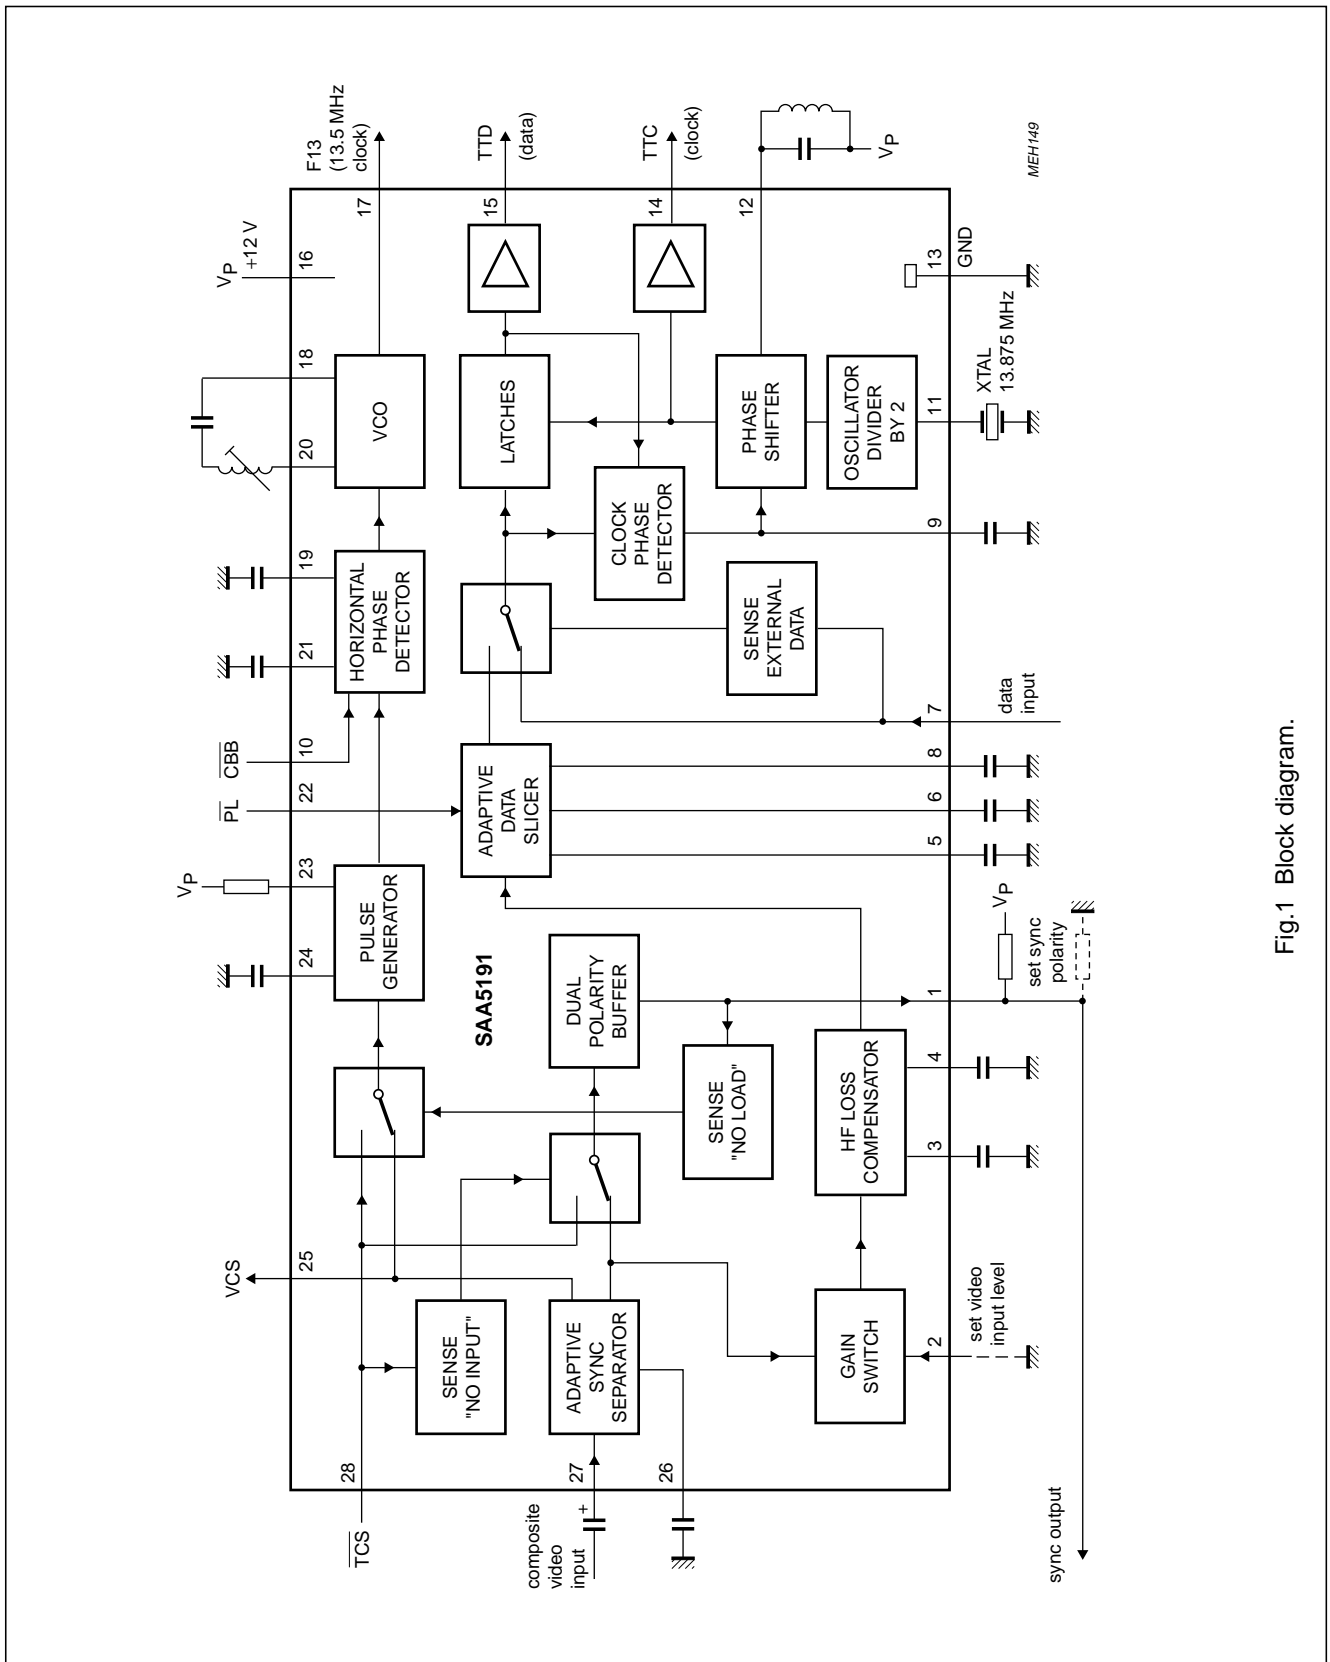 F13
(13.5 MHz
clock)
TTD
(data)
TTC
(clock)
VP
MEH149
17
15
14
12
VP
+12 V
16
13
GND
18
VCO
LATCHES
PHASE
SHIFTER
OSCILLATOR
DIVIDER
BY 2
11
XTAL
13.875 MHz
20
CLOCK
PHASE
DETECTOR
9
19
HORIZONTAL
PHASE
DETECTOR
21
SENSE
EXTERNAL
DATA
7
data
input
CBB
10
PL
22
ADAPTIVE
DATA
SLICER
8
6
5
VP
23
PULSE
GENERATOR
24
SAA5191
DUAL
POLARITY
BUFFER
1
VP
set sync
polarity
SENSE
"NO LOAD"
HF LOSS
COMPENSATOR
4
3
VCS
25
SENSE
"NO INPUT"
ADAPTIVE
SYNC
SEPARATOR
GAIN
SWITCH
2
set video
input level
28
TCS
27
+
composite
video
input
26
sync output
Fig.1 Block diagram.